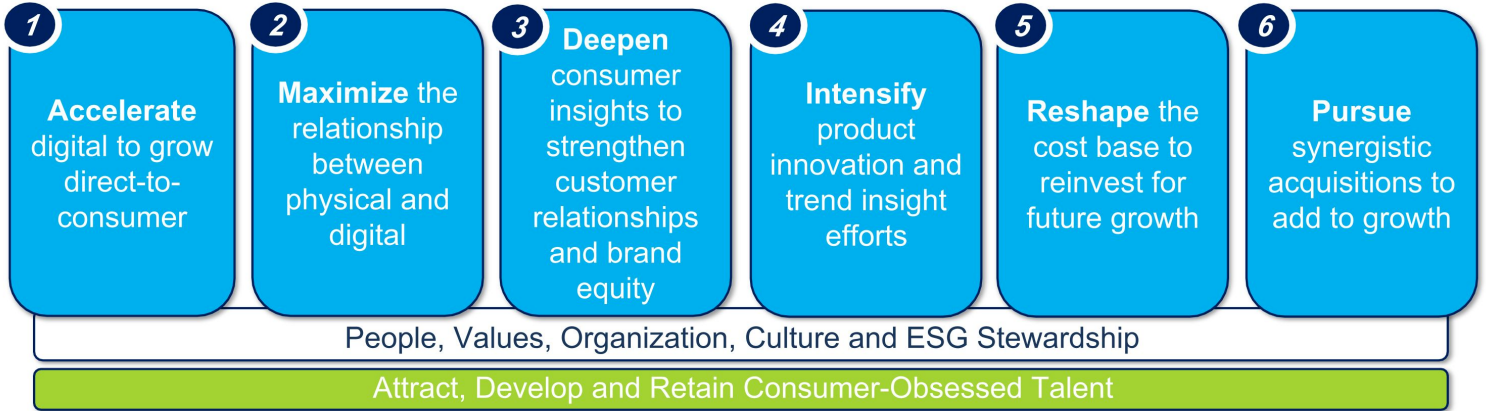 1
Accelerate
digital to grow
direct-to-
consumer
2
Maximize the
relationship
between
physical and
digital
3
Deepen
consumer
insights to
strengthen
customer
relationships
and brand
equity
4
Intensify
product
innovation and
trend insight
efforts
5
Reshape the
cost base to
reinvest for
future growth
6
Pursue
synergistic
acquisitions to
add to growth
People, Values, Organization, Culture and ESG Stewardship
Attract, Develop and Retain Consumer-Obsessed Talent